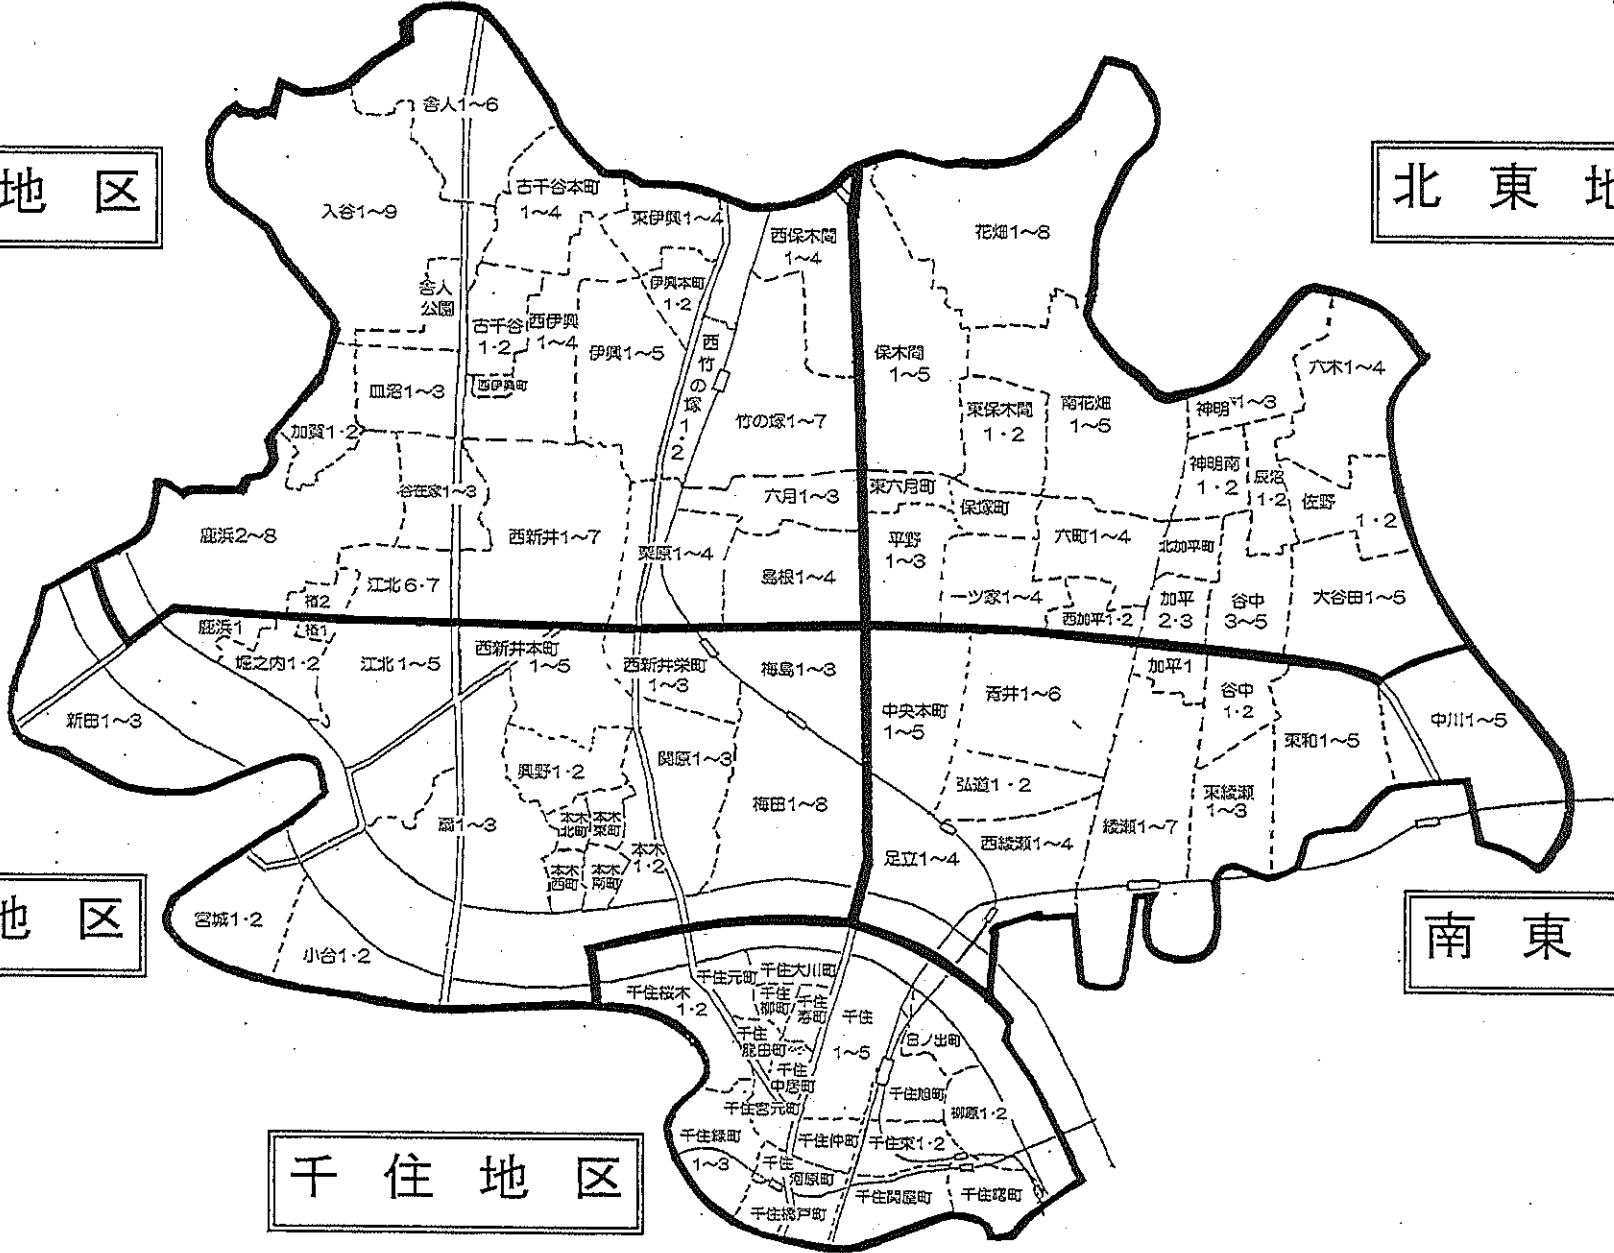 地 区
北 東 地
舎人1〜6
入谷1〜9
古千谷本町
1〜4
東伊興1〜4
西保木間
1〜4
花畑1〜8
舎人
公園
伊興本町
1・2
古千谷
1・2
西伊興
1〜4
西伊興町
伊興1〜5
西竹の塚1・2
保木間
1〜5
六木1〜4
皿沼1〜3
加賀1・2
竹の塚1〜7
東保木間
1・2
南花畑
1〜5
神明1〜3
神明南
1・2
辰沼
1・2
佐野
1・2
谷在家1〜3
六月1〜3
東六月町
保塚町
鹿浜2〜8
西新井1〜7
栗原1〜4
島根1〜4
平野
1〜3
六町1〜4
北加平町
江北6・7
椿2
一ツ家1〜4
西加平1・2
加平
2・3
谷中
3〜5
大谷田1〜5
鹿浜1
椿1
堀之内1・2
江北1〜5
西新井本町
1〜5
西新井栄町
1〜3
梅島1〜3
加平1
青井1〜6
谷中
1・2
新田1〜3
中央本町
1〜5
東和1〜5
中川1〜5
興野1・2
関原1〜3
弘道1・2
梅田1〜8
東綾瀬
1〜3
扇1〜3
本木
北町
本木
東町
本木
1・2
本木
西町
本木
南町
足立1〜4
西綾瀬1〜4
綾瀬1〜7
地 区
宮城1・2
小台1・2
南 東
千住元町
千住大川町
千住桜木
1・2
千住
柳町
千住
寿町
千住
1〜5
千住
龍田町
日ノ出町
千住
中居町
千住旭町
千住宮元町
柳原1・2
千住緑町
1〜3
千住仲町
千住東1・2
千住
河原町
千住関屋町
千住曙町
千住橋戸町
千 住 地 区